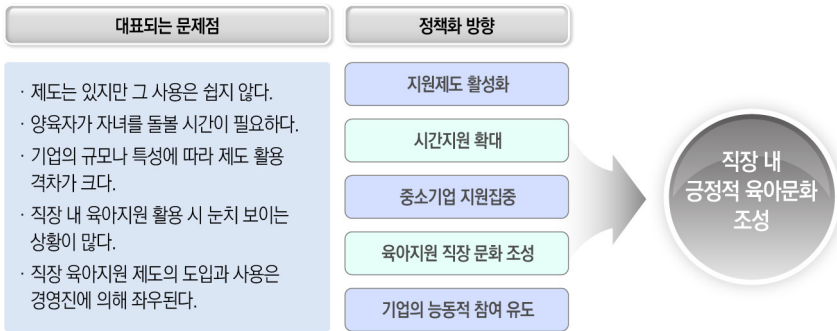 대표되는 문제점
· 제도는 있지만 그 사용은 쉽지 않다.
· 양육자가 자녀를 돌볼 시간이 필요하다.
· 기업의 규모나 특성에 따라 제도 활용
격차가 크다.
· 직장 내 육아지원 활용 시 눈치 보이는
상황이 많다.
· 직장 육아지원 제도의 도입과 사용은
경영진에 의해 좌우된다.
정책화 방향
지원제도 활성화
시간지원 확대
중소기업 지원집중
육아지원 직장 문화 조성
기업의 능동적 참여 유도
직장 내
긍정적 육아문화
조성